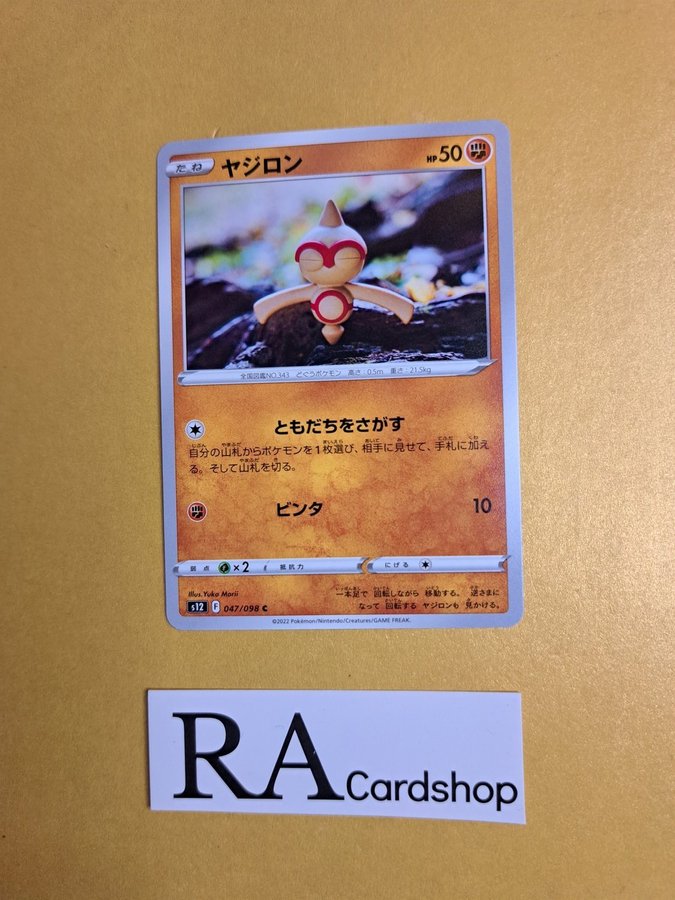 たね ヤジロン HP 50
全国図鑑NO.343 どぐうポケモン 高さ：0.5m 重さ：21.5kg
ともだちをさがす
自分の山札からポケモンを1枚選び、相手に見せて、手札に加え
る。そして山札を切る。
ビンタ 10
弱点 ×2 抵抗力 にげる
Illus. Yuka Morii
一本足で 回転しながら 移動する。 逆さまに
なって 回転する ヤジロンも 見かける。
s12 F 047/098 C
©2022 Pokémon/Nintendo/Creatures/GAME FREAK.
RA Cardshop